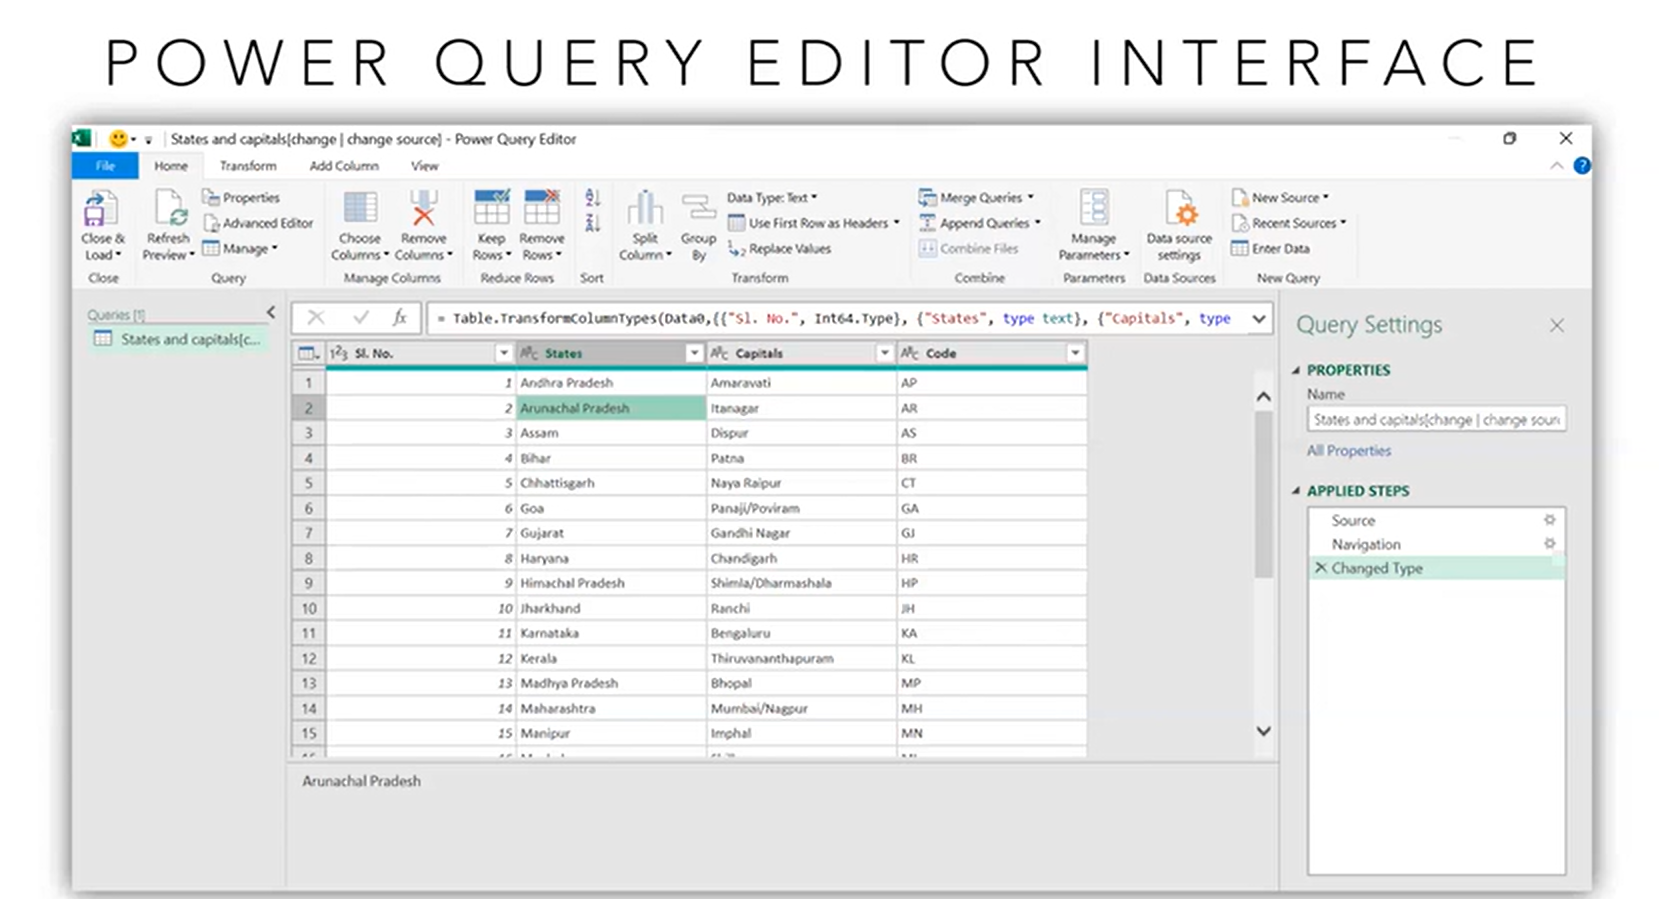 POWER QUERY EDITOR INTERFACE
States and capitals[change | change source] - Power Query Editor
File Home Transform Add Column View
Close & Load
Close
Refresh Preview
Properties
Advanced Editor
Manage
Query
Choose Columns
Remove Columns
Manage Columns
Keep Rows
Remove Rows
Reduce Rows
Sort
Split Column
Group By
Data Type: Text
Use First Row as Headers
Replace Values
Transform
Merge Queries
Append Queries
Combine Files
Combine
Manage Parameters
Parameters
Data source settings
Data Sources
New Source
Recent Sources
Enter Data
New Query
Queries [1]
States and capitals[c...
fx = Table.TransformColumnTypes(Data0,{{"Sl. No.", Int64.Type}, {"States", type text}, {"Capitals", type
Sl. No. States Capitals Code
1 1 Andhra Pradesh Amaravati AP
2 2 Arunachal Pradesh Itanagar AR
3 3 Assam Dispur AS
4 4 Bihar Patna BR
5 5 Chhattisgarh Naya Raipur CT
6 6 Goa Panaji/Poviram GA
7 7 Gujarat Gandhi Nagar GJ
8 8 Haryana Chandigarh HR
9 9 Himachal Pradesh Shimla/Dharmashala HP
10 10 Jharkhand Ranchi JH
11 11 Karnataka Bengaluru KA
12 12 Kerala Thiruvananthapuram KL
13 13 Madhya Pradesh Bhopal MP
14 14 Maharashtra Mumbai/Nagpur MH
15 15 Manipur Imphal MN
Arunachal Pradesh
Query Settings
PROPERTIES
Name
States and capitals[change | change sour
All Properties
APPLIED STEPS
Source
Navigation
Changed Type